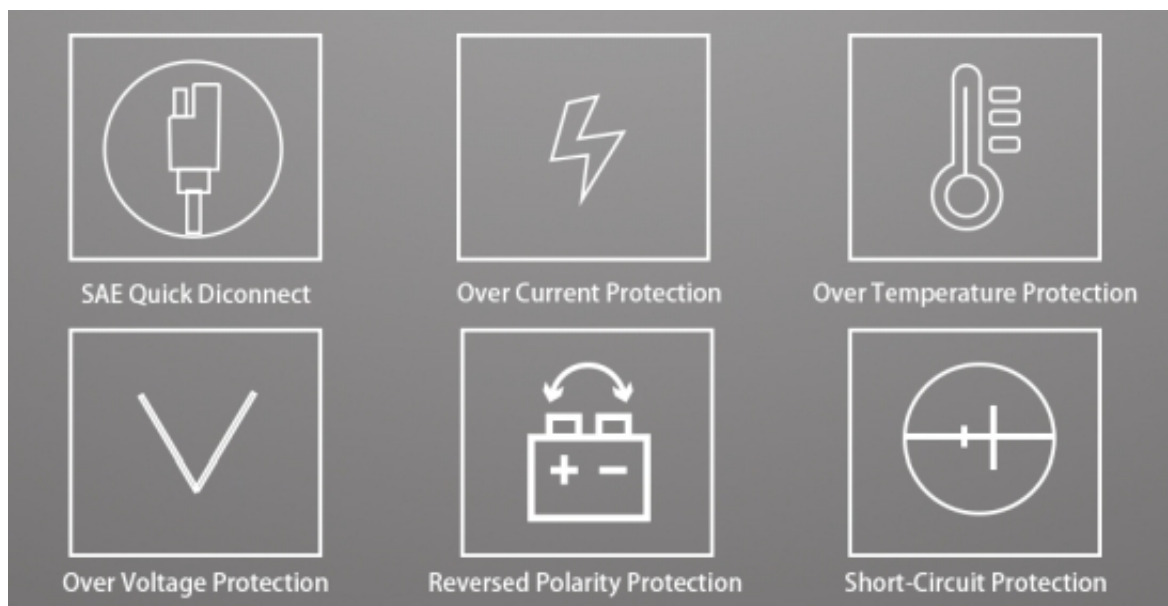 SAE Quick Diconnect
Over Current Protection
Over Temperature Protection
Over Voltage Protection
Reversed Polarity Protection
Short-Circuit Protection